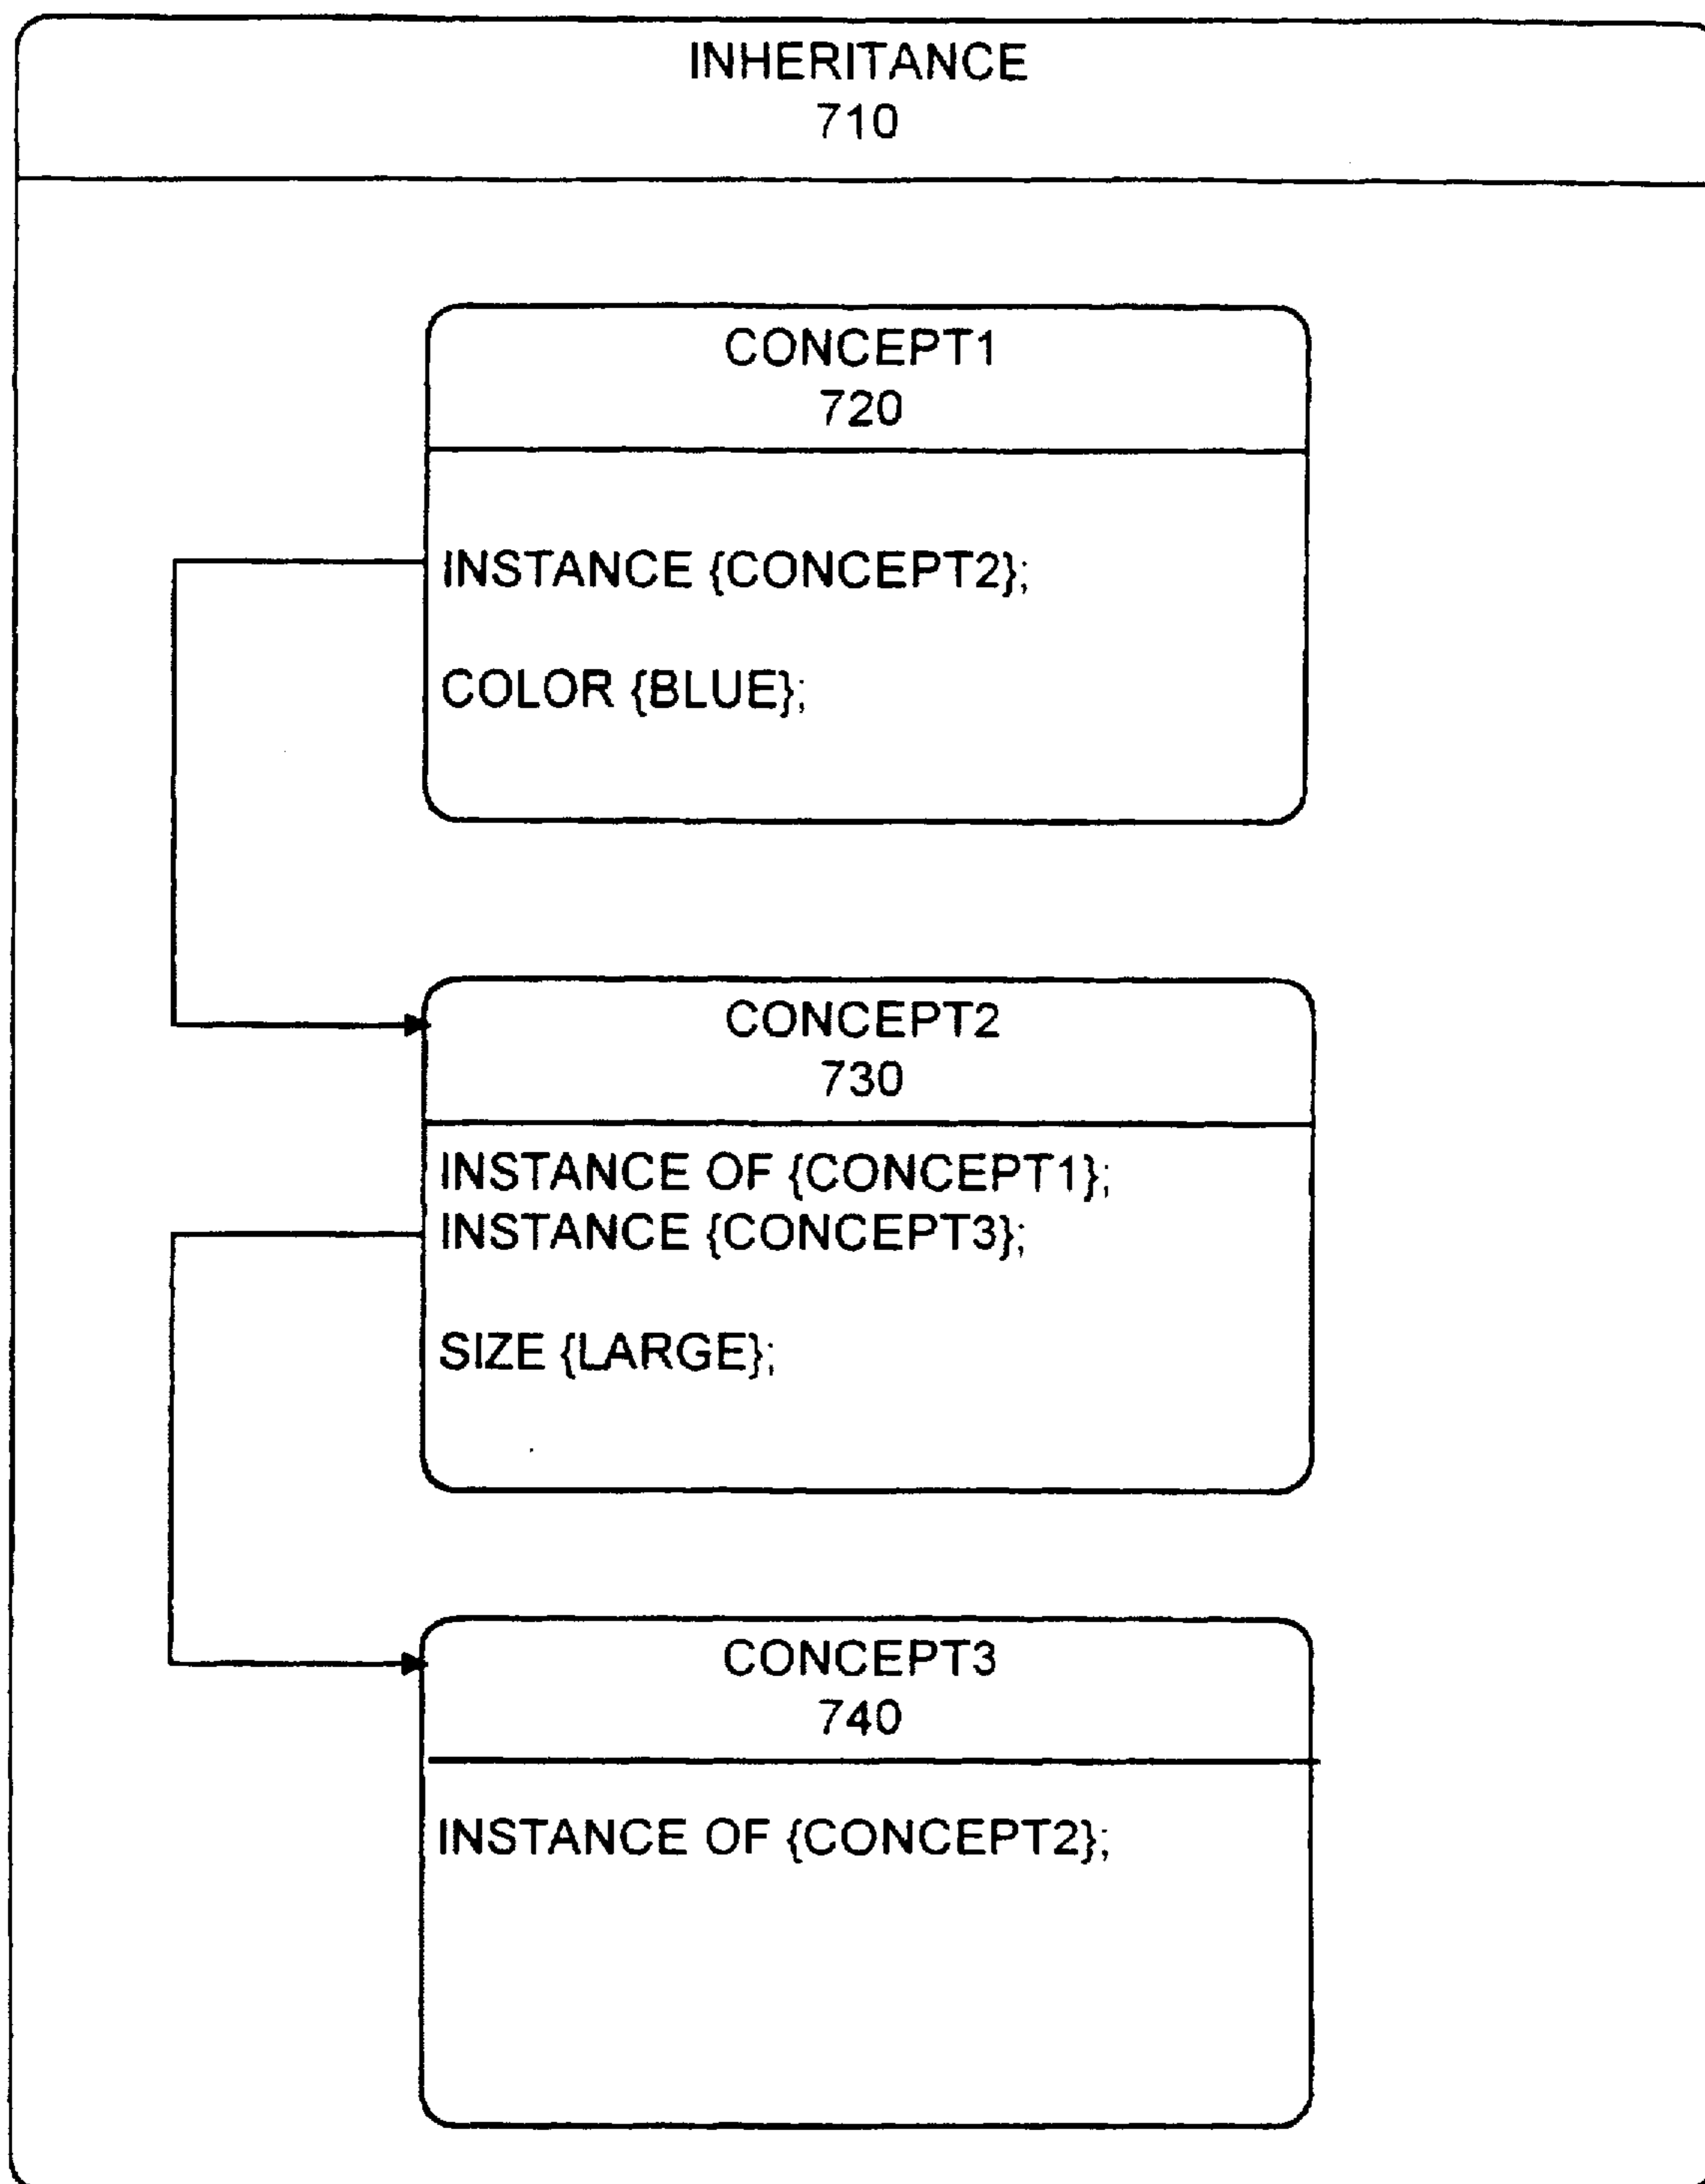 INHERITANCE
710
CONCEPT1
720
INSTANCE {CONCEPT2};
COLOR {BLUE};
CONCEPT2
730
INSTANCE OF {CONCEPT1};
INSTANCE {CONCEPT3};
SIZE {LARGE};
CONCEPT3
740
INSTANCE OF {CONCEPT2};